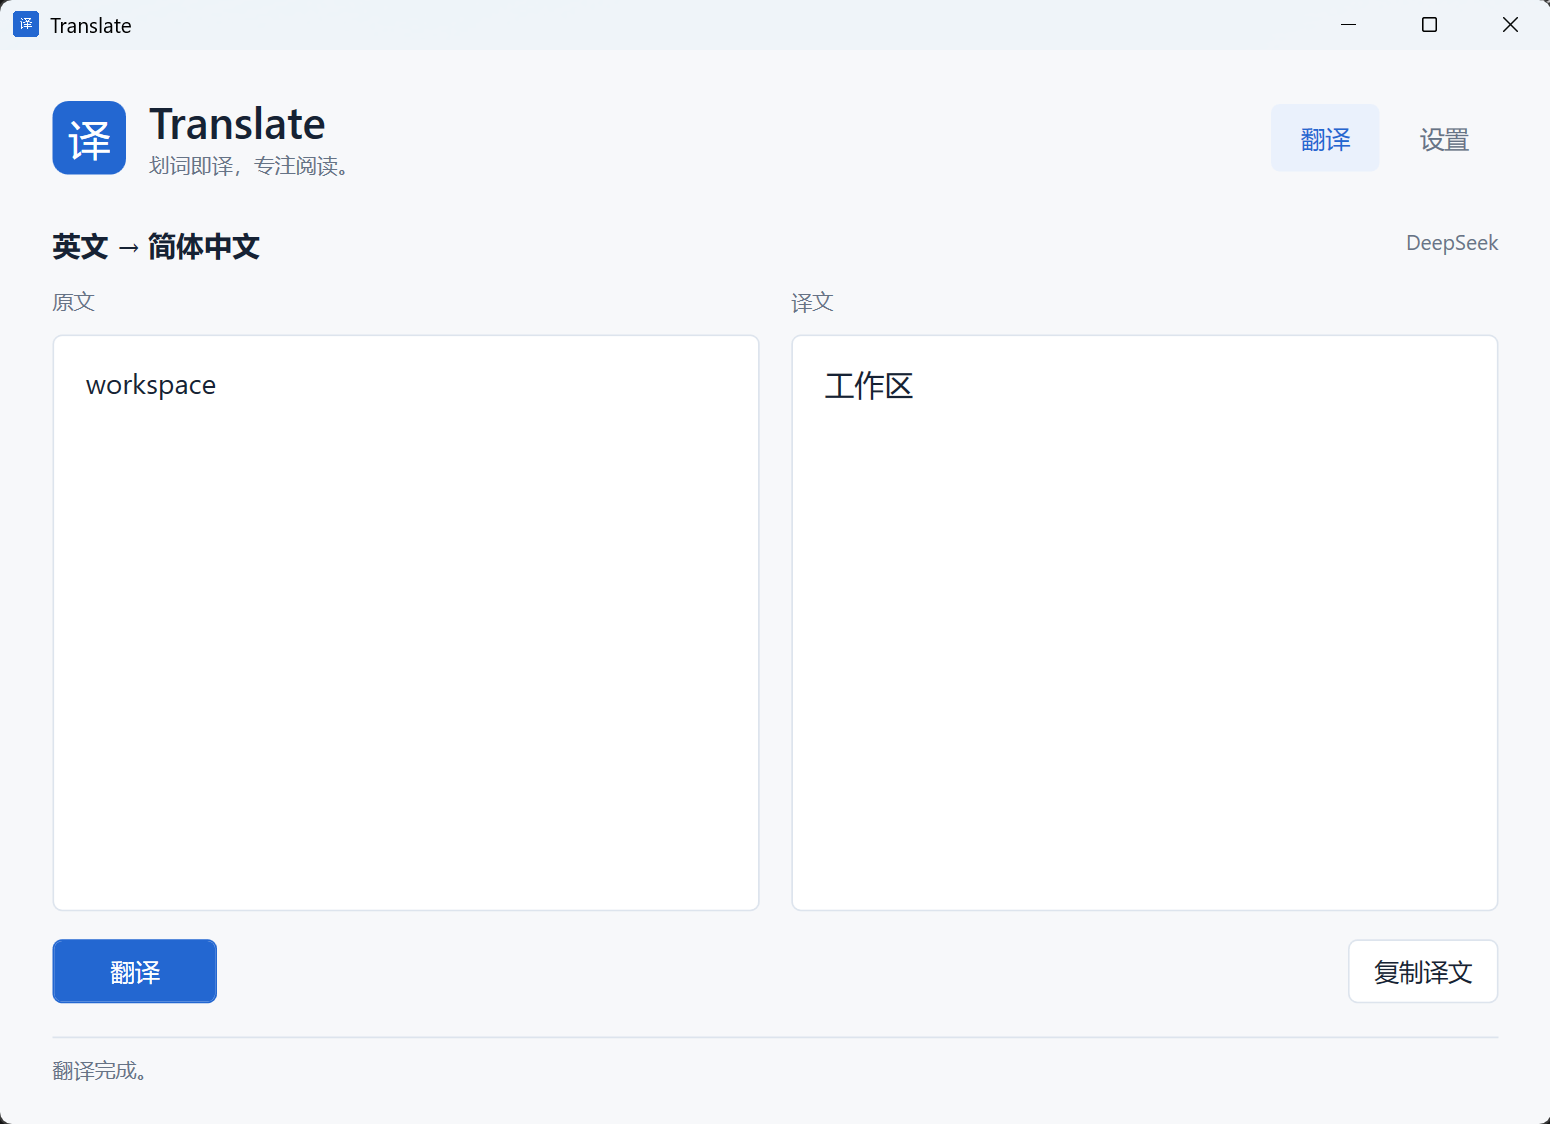 译 Translate
译
Translate
划词即译，专注阅读。
翻译 设置
英文 → 简体中文
DeepSeek
原文
译文
workspace
工作区
翻译
复制译文
翻译完成。